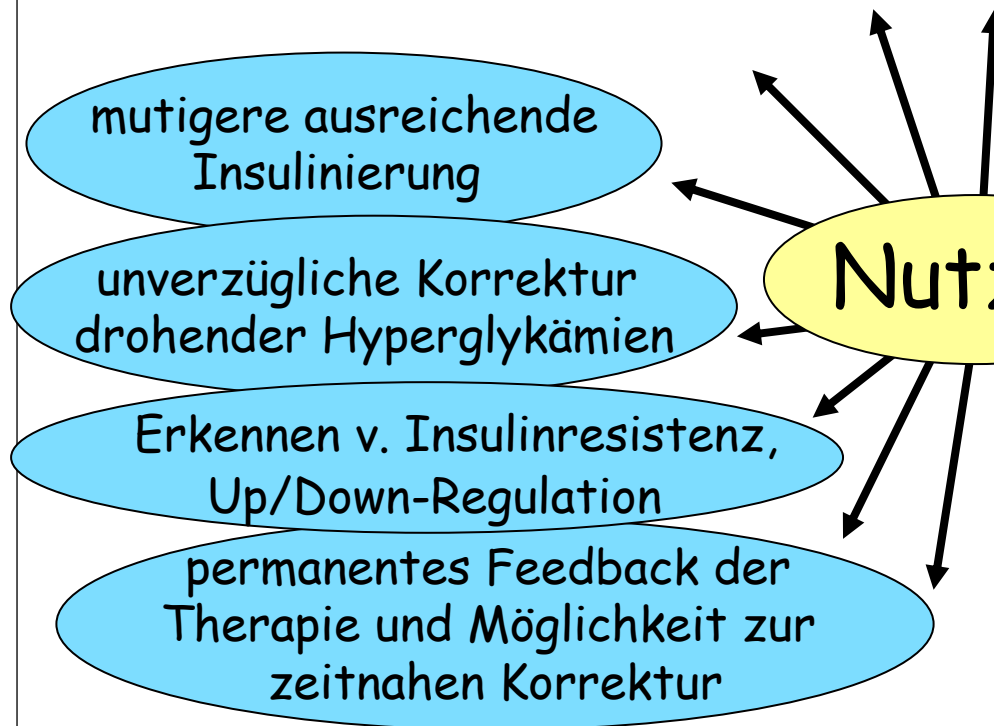 mutigere ausreichende
Insulinierung
unverzügliche Korrektur
drohender Hyperglykämien
Erkennen v. Insulinresistenz,
Up/Down-Regulation
permanentes Feedback der
Therapie und Möglichkeit zur
zeitnahen Korrektur